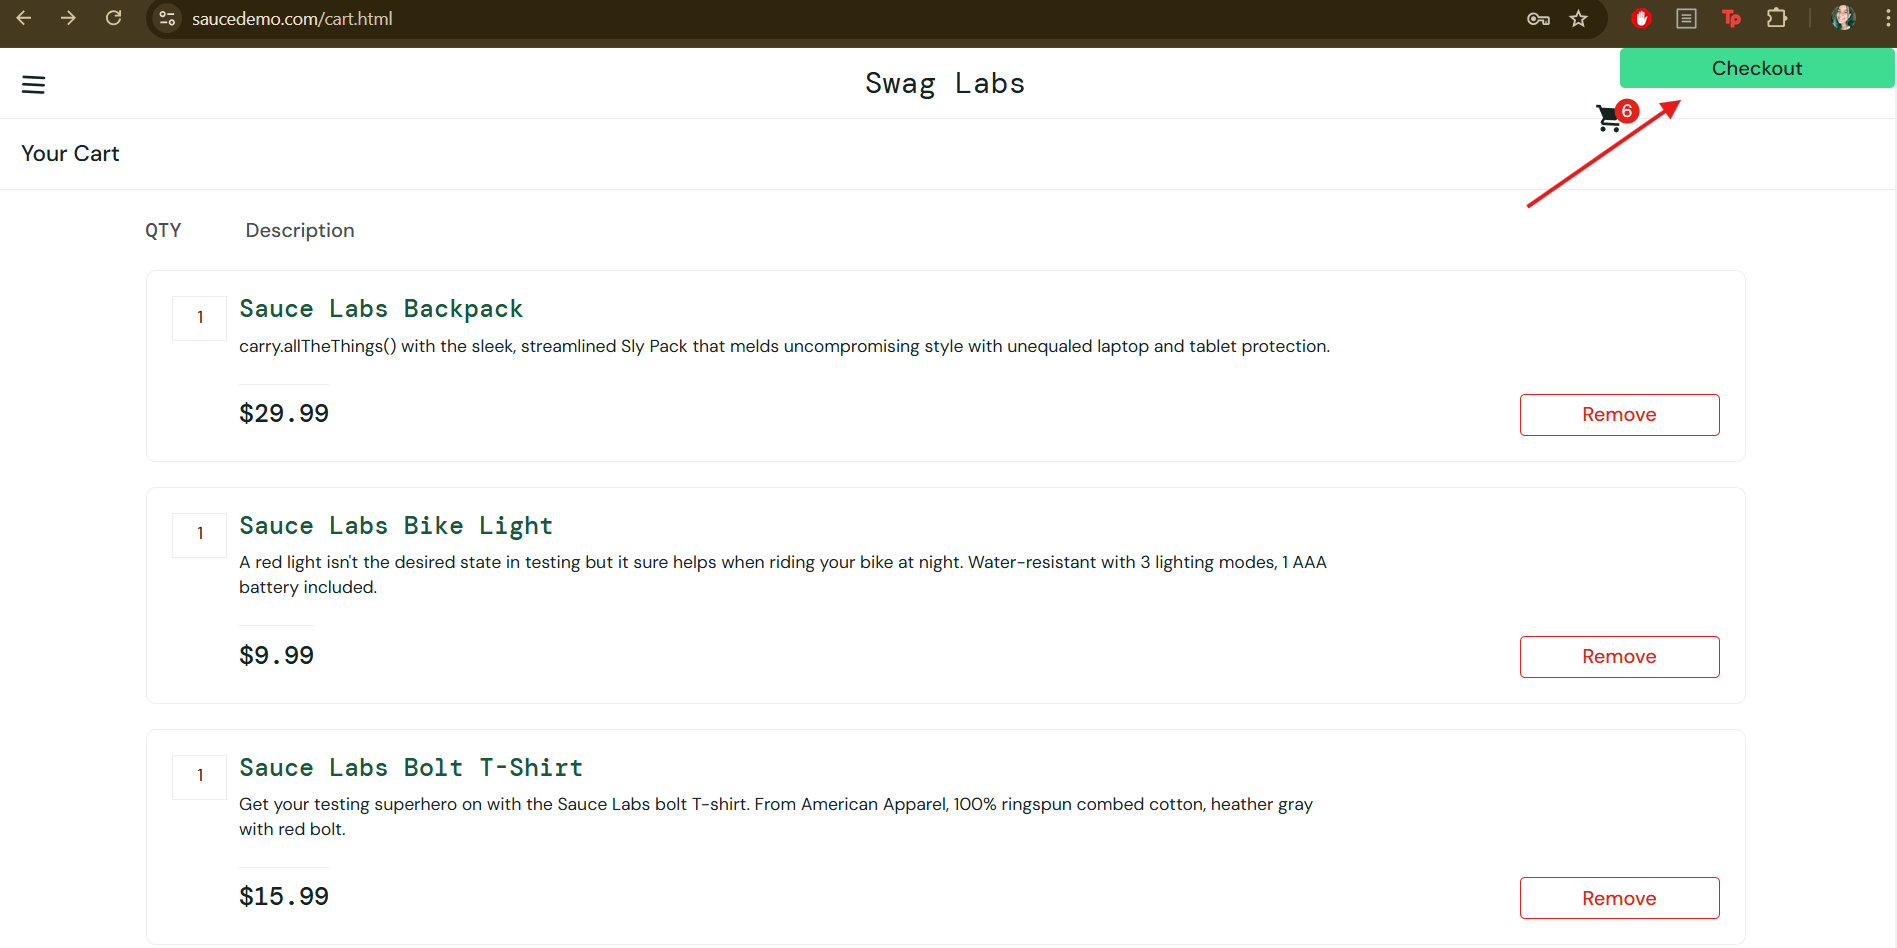 saucedemo.com/cart.html
Tp
Swag Labs
Checkout
6
Your Cart
QTY Description
1
Sauce Labs Backpack
carry.allTheThings() with the sleek, streamlined Sly Pack that melds uncompromising style with unequaled laptop and tablet protection.
$29.99
Remove
1
Sauce Labs Bike Light
A red light isn't the desired state in testing but it sure helps when riding your bike at night. Water-resistant with 3 lighting modes, 1 AAA
battery included.
$9.99
Remove
1
Sauce Labs Bolt T-Shirt
Get your testing superhero on with the Sauce Labs bolt T-shirt. From American Apparel, 100% ringspun combed cotton, heather gray
with red bolt.
$15.99
Remove